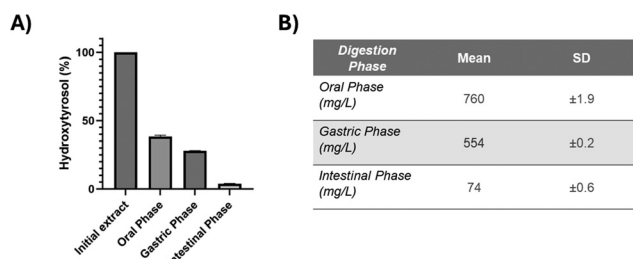 A)
Hydroxytyrosol (%)
100
50
0
Initial extract
Oral Phase
Gastric Phase
Intestinal Phase
B)
Digestion Phase Mean SD
Oral Phase (mg/L) 760 ±1.9
Gastric Phase (mg/L) 554 ±0.2
Intestinal Phase (mg/L) 74 ±0.6